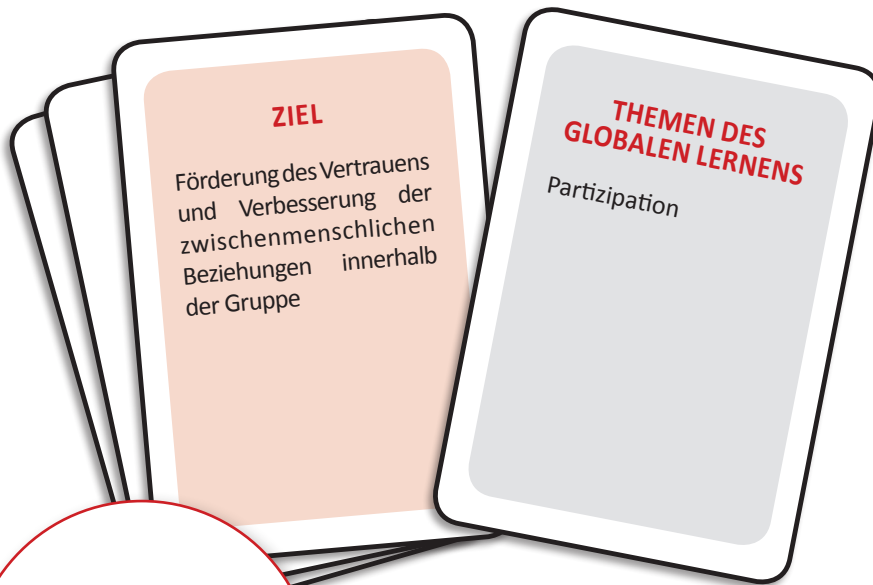 ZIEL
Förderung des Vertrauens
und Verbesserung der
zwischenmenschlichen
Beziehungen innerhalb
der Gruppe
THEMEN DES
GLOBALEN LERNENS
Partizipation